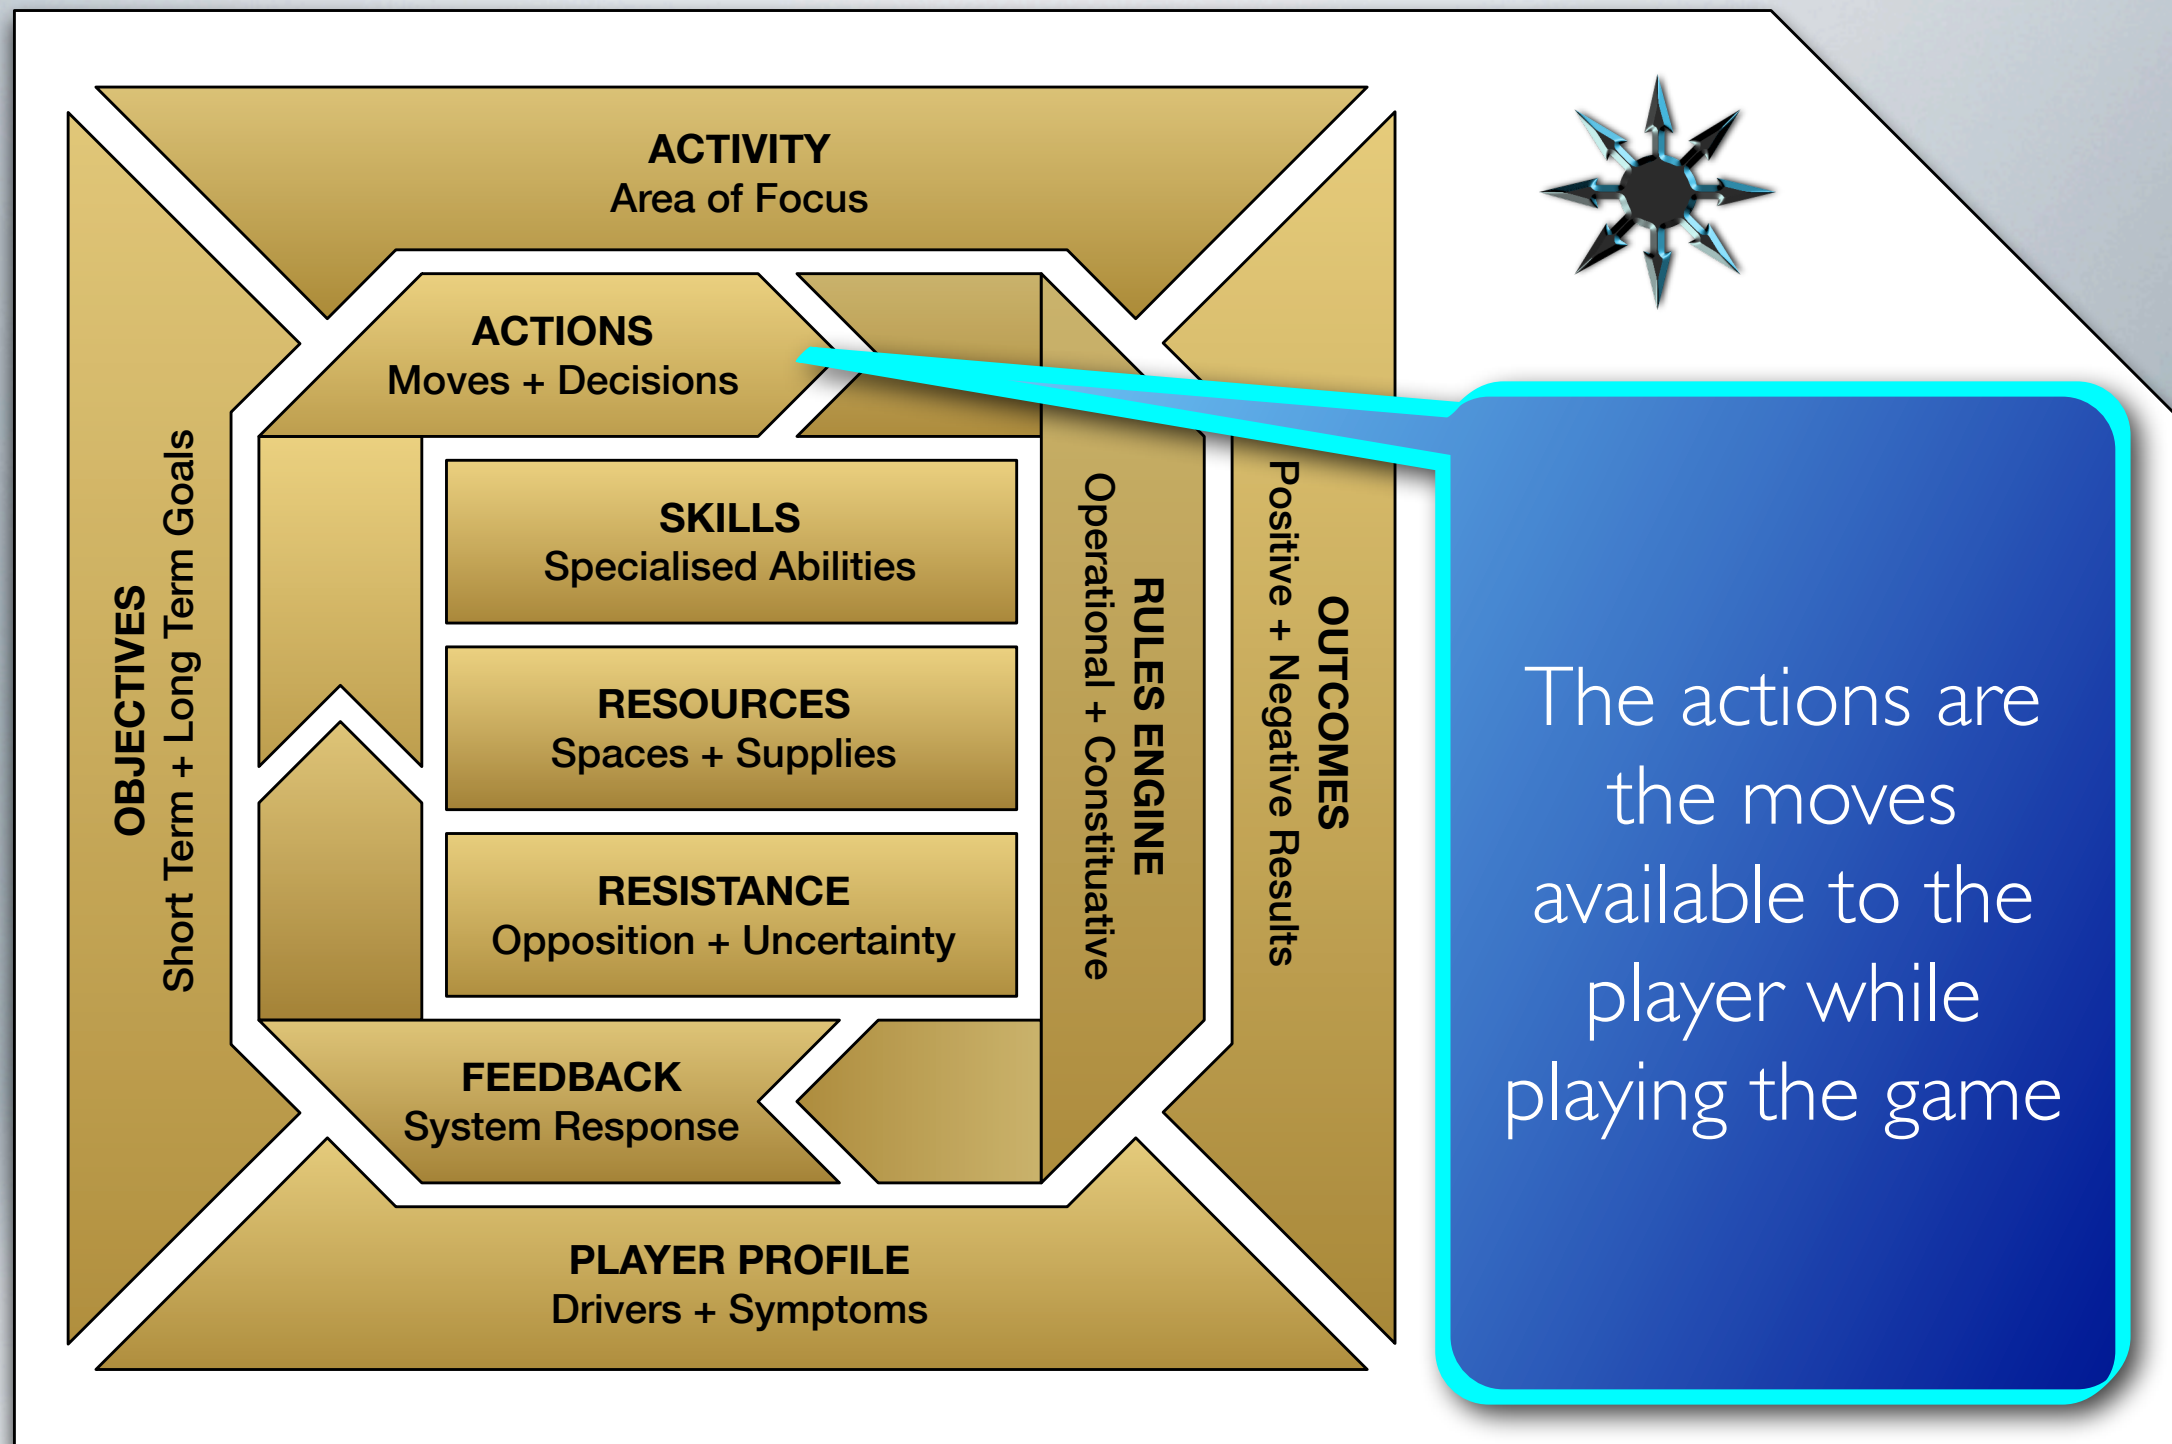 ACTIVITY
Area of Focus
ACTIONS
Moves + Decisions
SKILLS
Specialised Abilities
RESOURCES
Spaces + Supplies
RESISTANCE
Opposition + Uncertainty
FEEDBACK
System Response
PLAYER PROFILE
Drivers + Symptoms
OBJECTIVES
Short Term + Long Term Goals
RULES ENGINE
Operational + Constituative
OUTCOMES
Positive + Negative Results
The actions are
the moves
available to the
player while
playing the game